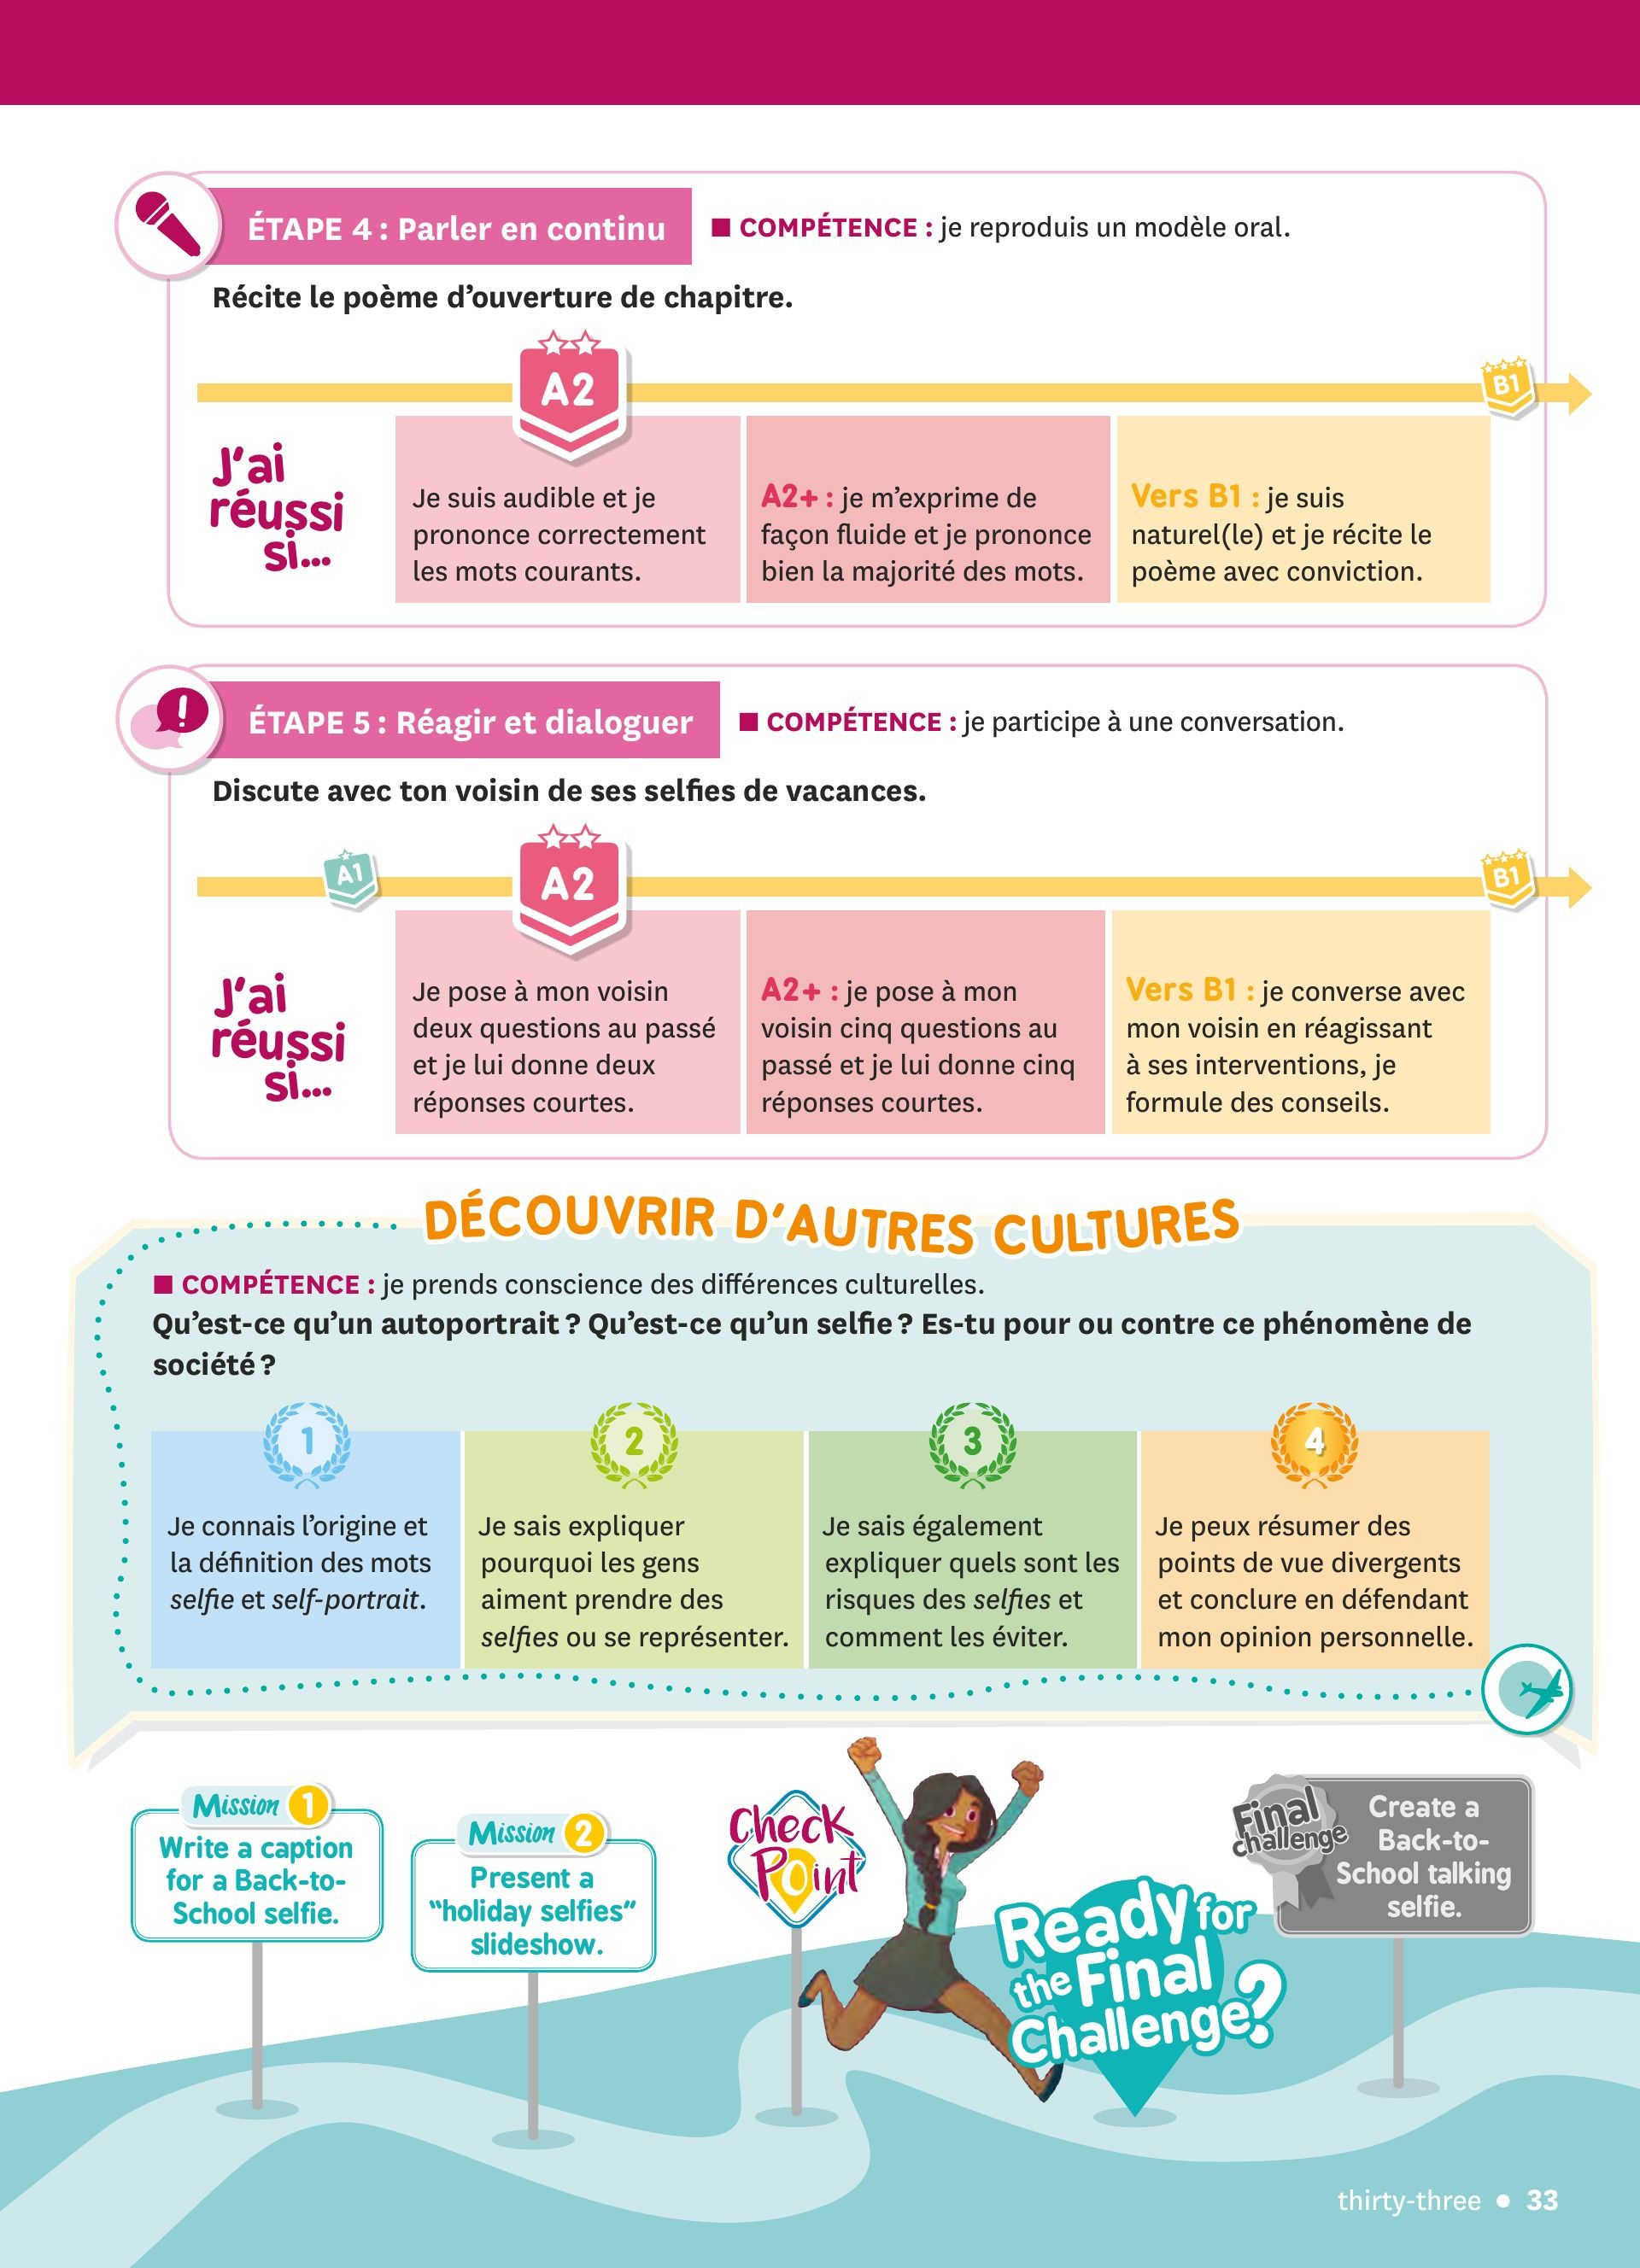 ÉTAPE 4 : Parler en continu
■ COMPÉTENCE : je reproduis un modèle oral.
Récite le poème d’ouverture de chapitre.
A2
B1
J’ai
réussi
si...
Je suis audible et je
prononce correctement
les mots courants.
A2+ : je m’exprime de
façon fluide et je prononce
bien la majorité des mots.
Vers B1 : je suis
naturel(le) et je récite le
poème avec conviction.
!
ÉTAPE 5 : Réagir et dialoguer
■ COMPÉTENCE : je participe à une conversation.
Discute avec ton voisin de ses selfies de vacances.
A1
A2
B1
J’ai
réussi
si...
Je pose à mon voisin
deux questions au passé
et je lui donne deux
réponses courtes.
A2+ : je pose à mon
voisin cinq questions au
passé et je lui donne cinq
réponses courtes.
Vers B1 : je converse avec
mon voisin en réagissant
à ses interventions, je
formule des conseils.
DÉCOUVRIR D’AUTRES CULTURES
■ COMPÉTENCE : je prends conscience des différences culturelles.
Qu’est-ce qu’un autoportrait ? Qu’est-ce qu’un selfie ? Es-tu pour ou contre ce phénomène de
société ?
1
Je connais l’origine et
la définition des mots
selfie et self-portrait.
2
Je sais expliquer
pourquoi les gens
aiment prendre des
selfies ou se représenter.
3
Je sais également
expliquer quels sont les
risques des selfies et
comment les éviter.
4
Je peux résumer des
points de vue divergents
et conclure en défendant
mon opinion personnelle.
Mission 1
Write a caption
for a Back-to-
School selfie.
Mission 2
Present a
“holiday selfies”
slideshow.
Check
Point
Ready for
the Final
Challenge?
Final
challenge
Create a
Back-to-
School talking
selfie.
thirty-three • 33